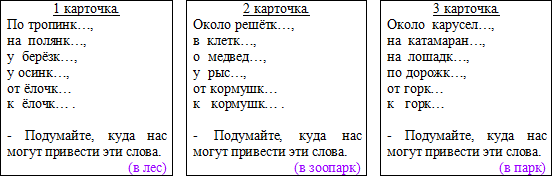 1 карточка.
По тропинк…,
на полянк…,
у берёзк…,
у осинк…,
от ёлочк…
к ёлочк… .
- Подумайте, куда нас
могут привести эти слова.
(в лес)
2 карточка.
Около решётк…,
в клетк…,
о медвед…,
у рыс…,
от кормушк…
к кормушк… .
- Подумайте, куда нас
могут привести эти слова.
(в зоопарк)
3 карточка.
Около карусел…,
на катамаран…,
на лошадк…,
по дорожк…,
от горк…
к горк…
- Подумайте, куда нас
могут привести эти слова.
(в парк)